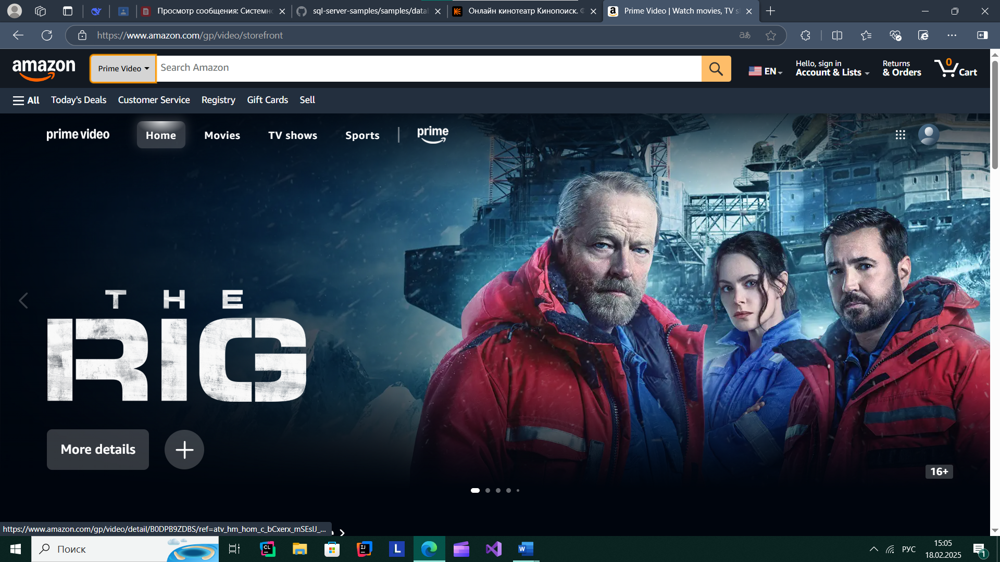 Просмотр сообщения: Системно
sql-server-samples/samples/datab
Онлайн кинотеатр Кинопоиск. Ф
Prime Video | Watch movies, TV sh
https://www.amazon.com/gp/video/storefront
amazon
Prime Video
Search Amazon
EN
Hello, sign in
Account & Lists
Returns
& Orders
0
Cart
All
Today's Deals
Customer Service
Registry
Gift Cards
Sell
prime video
Home
Movies
TV shows
Sports
prime
THE
RIG
More details
16+
https://www.amazon.com/gp/video/detail/B0DPB9ZDBS/ref=atv_hm_hom_c_bCxerx_mSEslJ_...
Поиск
РУС
15:05
18.02.2025
1